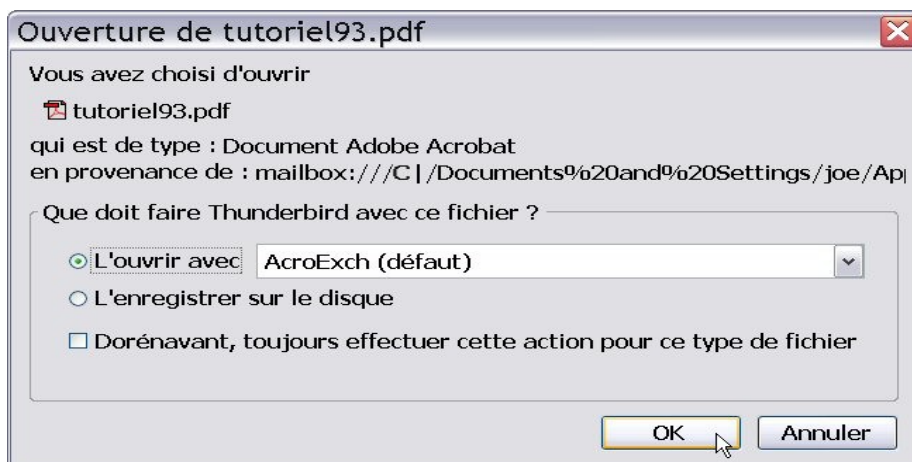 Ouverture de tutoriel93.pdf
Vous avez choisi d'ouvrir
tutoriel93.pdf
qui est de type : Document Adobe Acrobat
en provenance de : mailbox:///C|/Documents%20and%20Settings/joe/Ap
Que doit faire Thunderbird avec ce fichier ?
L'ouvrir avec AcroExch (défaut)
L'enregistrer sur le disque
Dorénavant, toujours effectuer cette action pour ce type de fichier
OK Annuler